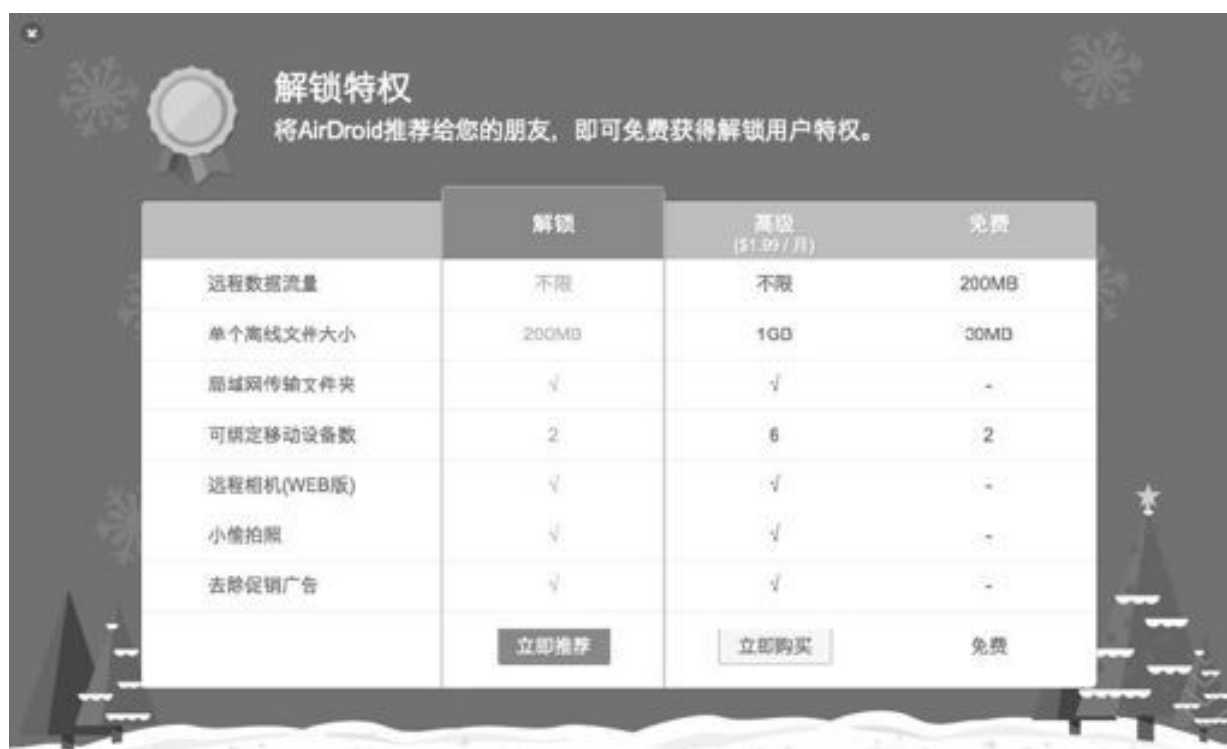 解锁特权
将AirDroid推荐给您的朋友，即可免费获得解锁用户特权。
解锁 高级 免费
($1.99 / 月)
远程数据流量 不限 不限 200MB
单个离线文件大小 200MB 1GB 30MB
局域网传输文件夹 √ √ -
可绑定移动设备数 2 6 2
远程相机(WEB版) √ √ -
小偷拍照 √ √ -
去除促销广告 √ √ -
立即推荐 立即购买 免费